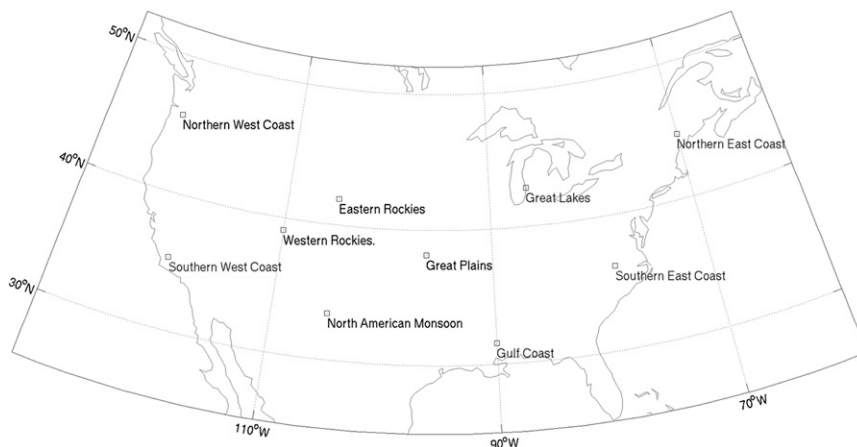 50°N
Northern West Coast
Northern East Coast
40°N
Great Lakes
Eastern Rockies
Western Rockies.
Southern West Coast
Great Plains
Southern East Coast
30°N
North American Monsoon
Gulf Coast
70°W
110°W
90°W